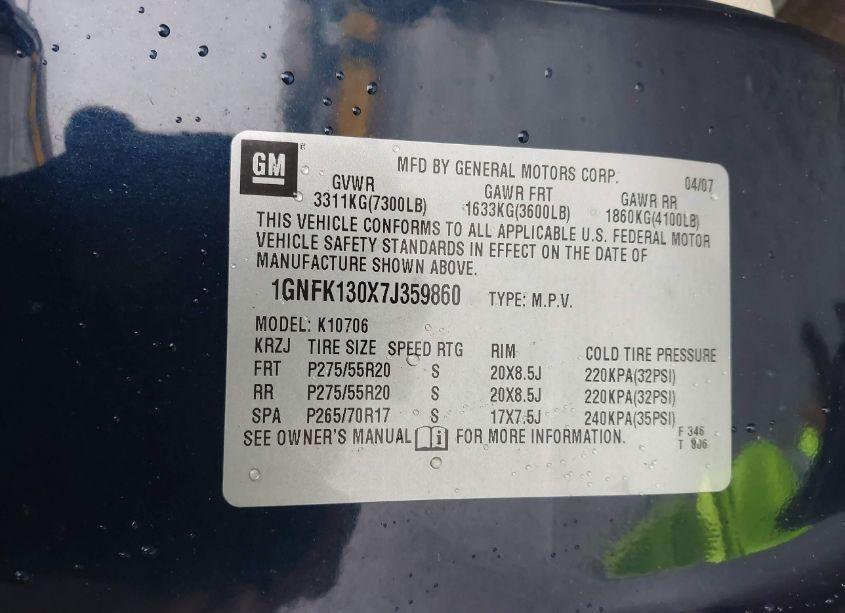 GM
MFD BY GENERAL MOTORS CORP. 04/07
GVWR GAWR FRT GAWR RR
3311KG(7300LB) 1633KG(3600LB) 1860KG(4100LB)
THIS VEHICLE CONFORMS TO ALL APPLICABLE U.S. FEDERAL MOTOR
VEHICLE SAFETY STANDARDS IN EFFECT ON THE DATE OF
MANUFACTURE SHOWN ABOVE.
1GNFK130X7J359860 TYPE: M.P.V.
MODEL: K10706
KRZJ TIRE SIZE SPEED RTG RIM COLD TIRE PRESSURE
FRT P275/55R20 S 20X8.5J 220KPA(32PSI)
RR P275/55R20 S 20X8.5J 220KPA(32PSI)
SPA P265/70R17 S 17X7.5J 240KPA(35PSI)
SEE OWNER'S MANUAL i FOR MORE INFORMATION.
F 346
T 9J6